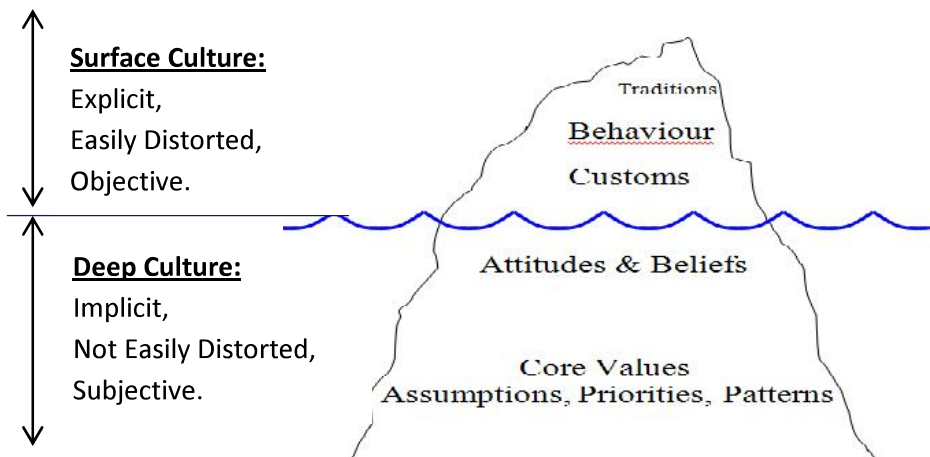 Surface Culture:
Explicit,
Easily Distorted,
Objective.
Traditions
Behaviour
Customs
Deep Culture:
Implicit,
Not Easily Distorted,
Subjective.
Attitudes & Beliefs
Core Values
Assumptions, Priorities, Patterns